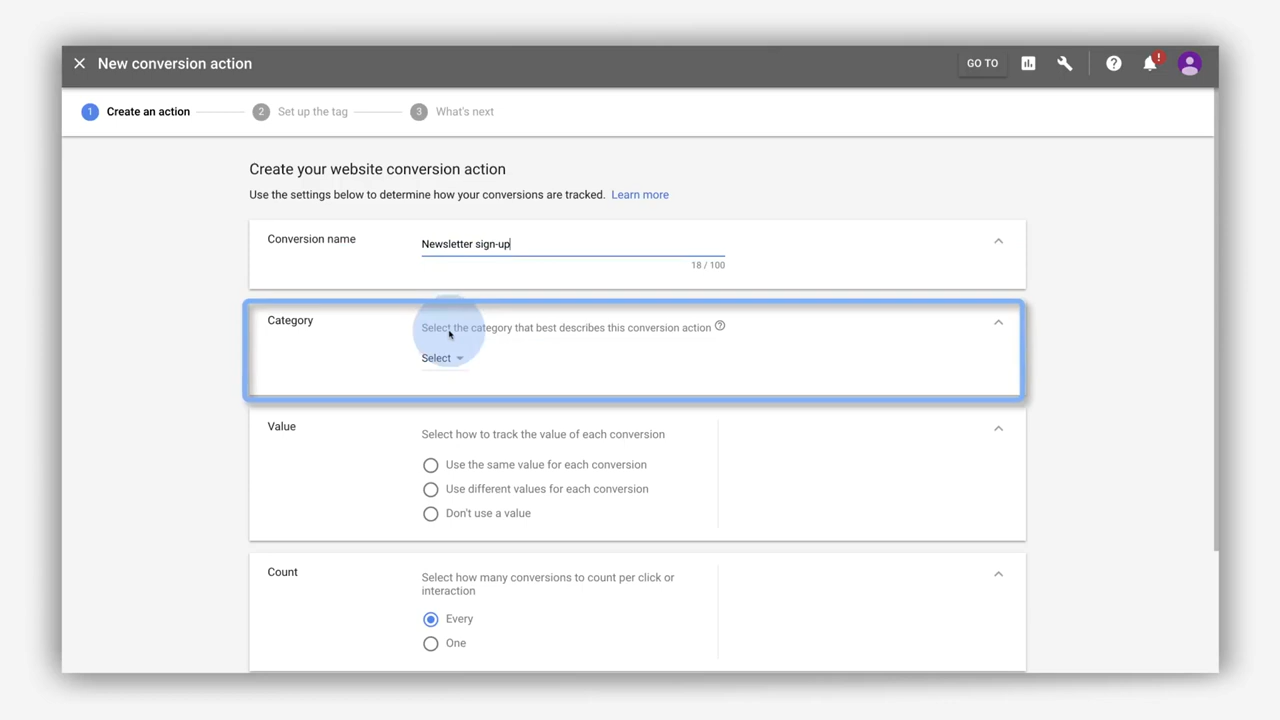 New conversion action
GO TO
1 Create an action
2 Set up the tag
3 What's next
Create your website conversion action
Use the settings below to determine how your conversions are tracked. Learn more
Conversion name
Newsletter sign-up
18 / 100
Category
Select the category that best describes this conversion action
Select
Value
Select how to track the value of each conversion
Use the same value for each conversion
Use different values for each conversion
Don't use a value
Count
Select how many conversions to count per click or
interaction
Every
One